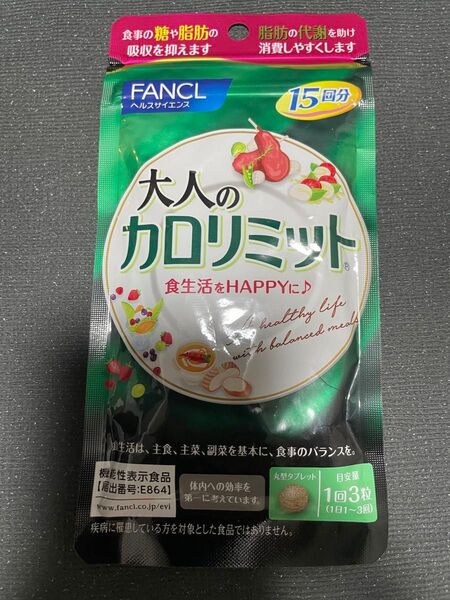 食事の糖や脂肪の
吸収を抑えます
脂肪の代謝を助け
消費しやすくします
FANCL
ヘルスサイエンス
15回分
大人の
カロリミット®
食生活をHAPPYに♪
healthy life
with balanced meals
食生活は、主食、主菜、副菜を基本に、食事のバランスを。
機能性表示食品
【届出番号:E864】
www.fancl.co.jp/evi
体内への効率を
第一に考えています。
丸型タブレット
目安量
1回3粒
(1日1~3回)
疾病に罹患している方を対象とした食品ではありません。